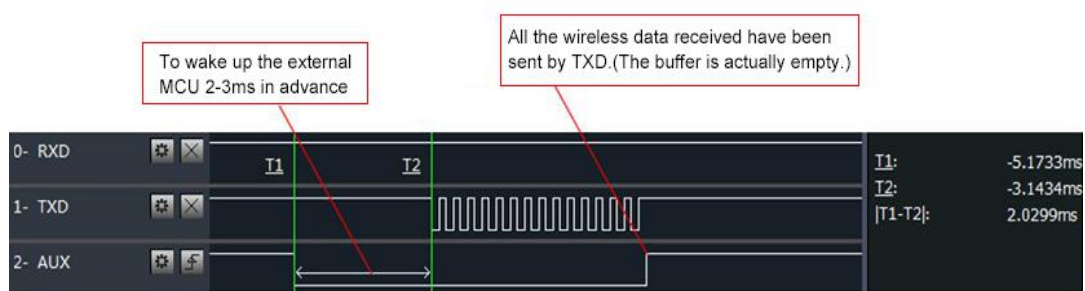 To wake up the external
MCU 2-3ms in advance
All the wireless data received have been
sent by TXD.(The buffer is actually empty.)
0- RXD
T1
T2
1- TXD
2- AUX
T1: -5.1733ms
T2: -3.1434ms
|T1-T2|: 2.0299ms